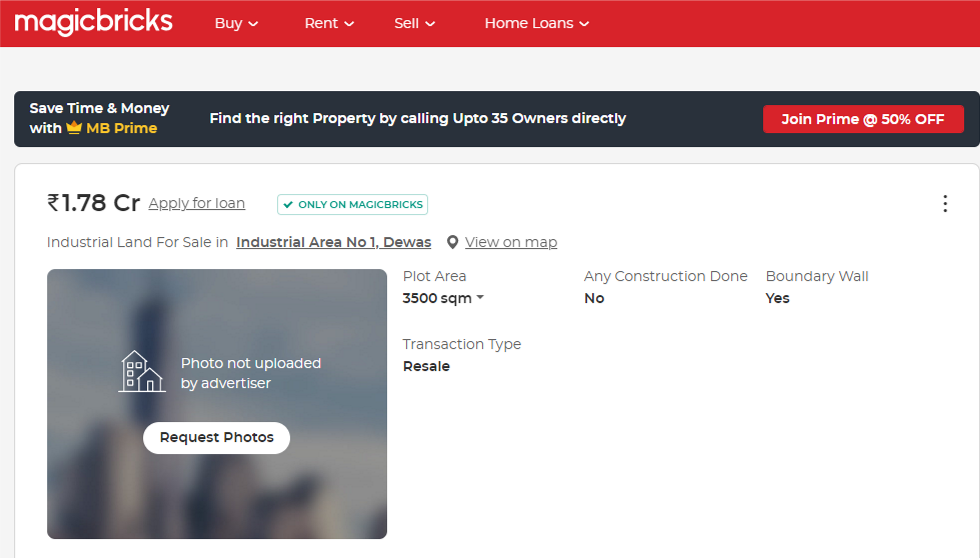 magicbricks Buy Rent Sell Home Loans
Save Time & Money
with MB Prime
Find the right Property by calling Upto 35 Owners directly
Join Prime @ 50% OFF
₹1.78 Cr Apply for loan ONLY ON MAGICBRICKS
Industrial Land For Sale in Industrial Area No 1, Dewas View on map
Photo not uploaded
by advertiser
Request Photos
Plot Area
3500 sqm
Any Construction Done
No
Boundary Wall
Yes
Transaction Type
Resale